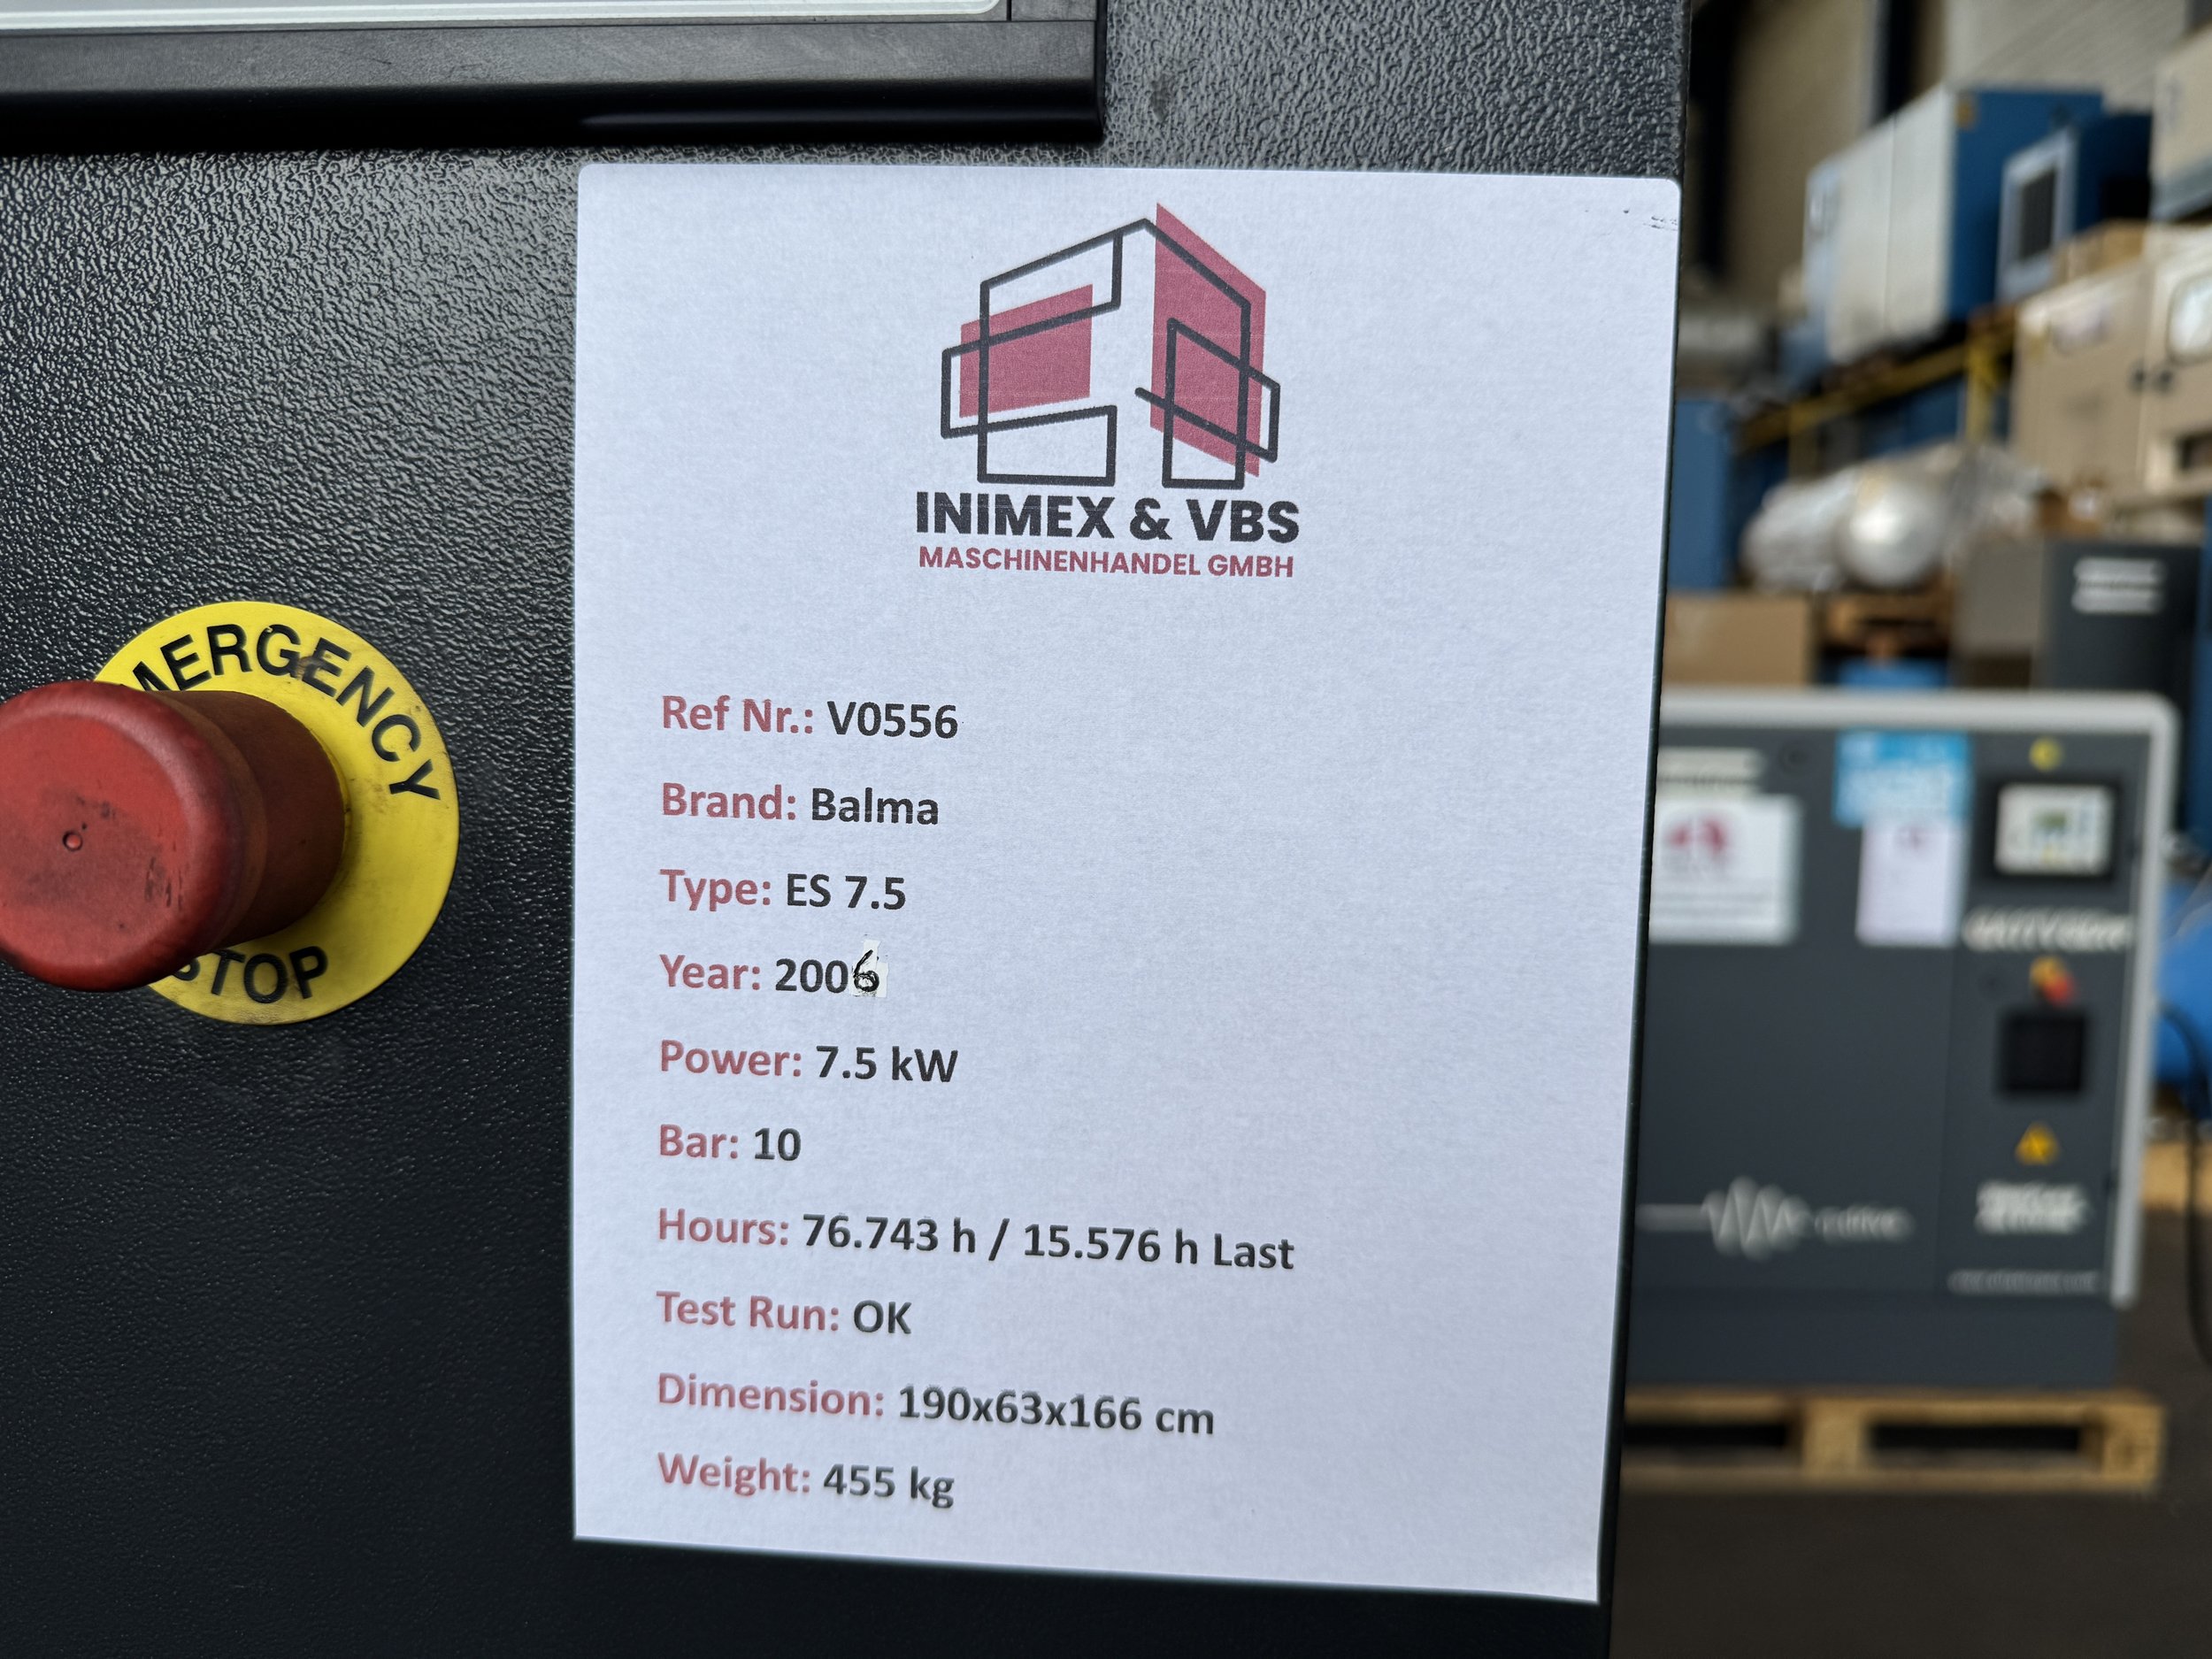 INIMEX & VBS
MASCHINENHANDEL GMBH
Ref Nr.: V0556
Brand: Balma
Type: ES 7.5
Year: 2006
Power: 7.5 kW
Bar: 10
Hours: 76.743 h / 15.576 h Last
Test Run: OK
Dimension: 190x63x166 cm
Weight: 455 kg
MERGENCY
STOP